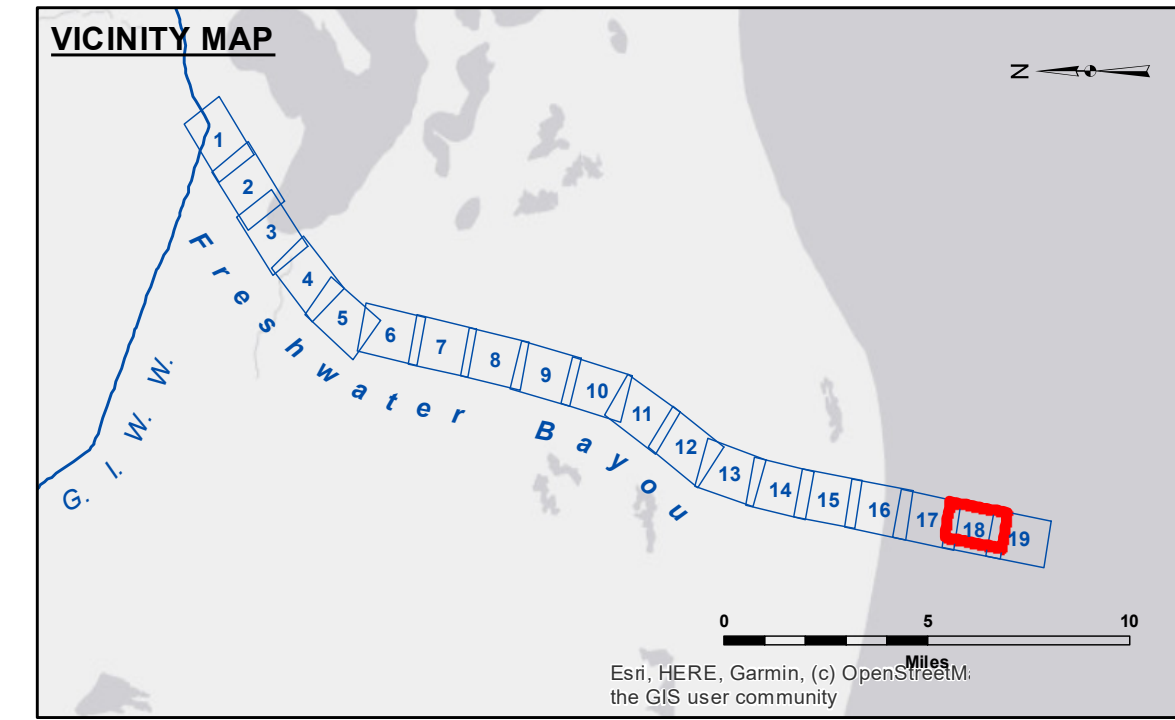 VICINITY MAP
N
1
2
3
4
5
6
7
8
9
10
11
12
13
14
15
16
17
18
19
Freshwater Bayou
G. I. W. W.
0 5 10
Miles
Esri, HERE, Garmin, (c) OpenStreetM
the GIS user community